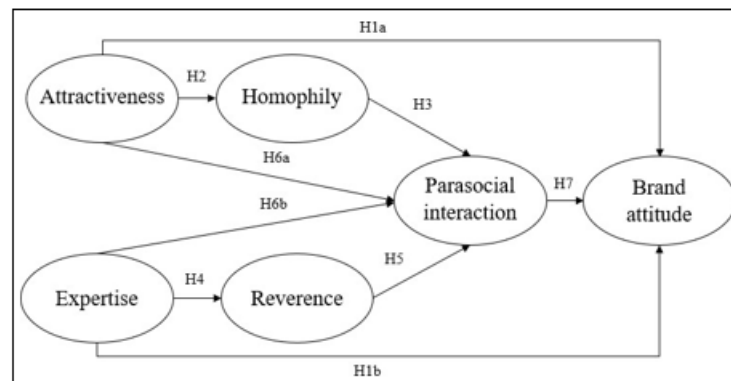 H1a
H2
Attractiveness
Homophily
H3
H6a
Parasocial
interaction
H7
Brand
attitude
H6b
H4
H5
Expertise
Reverence
H1b